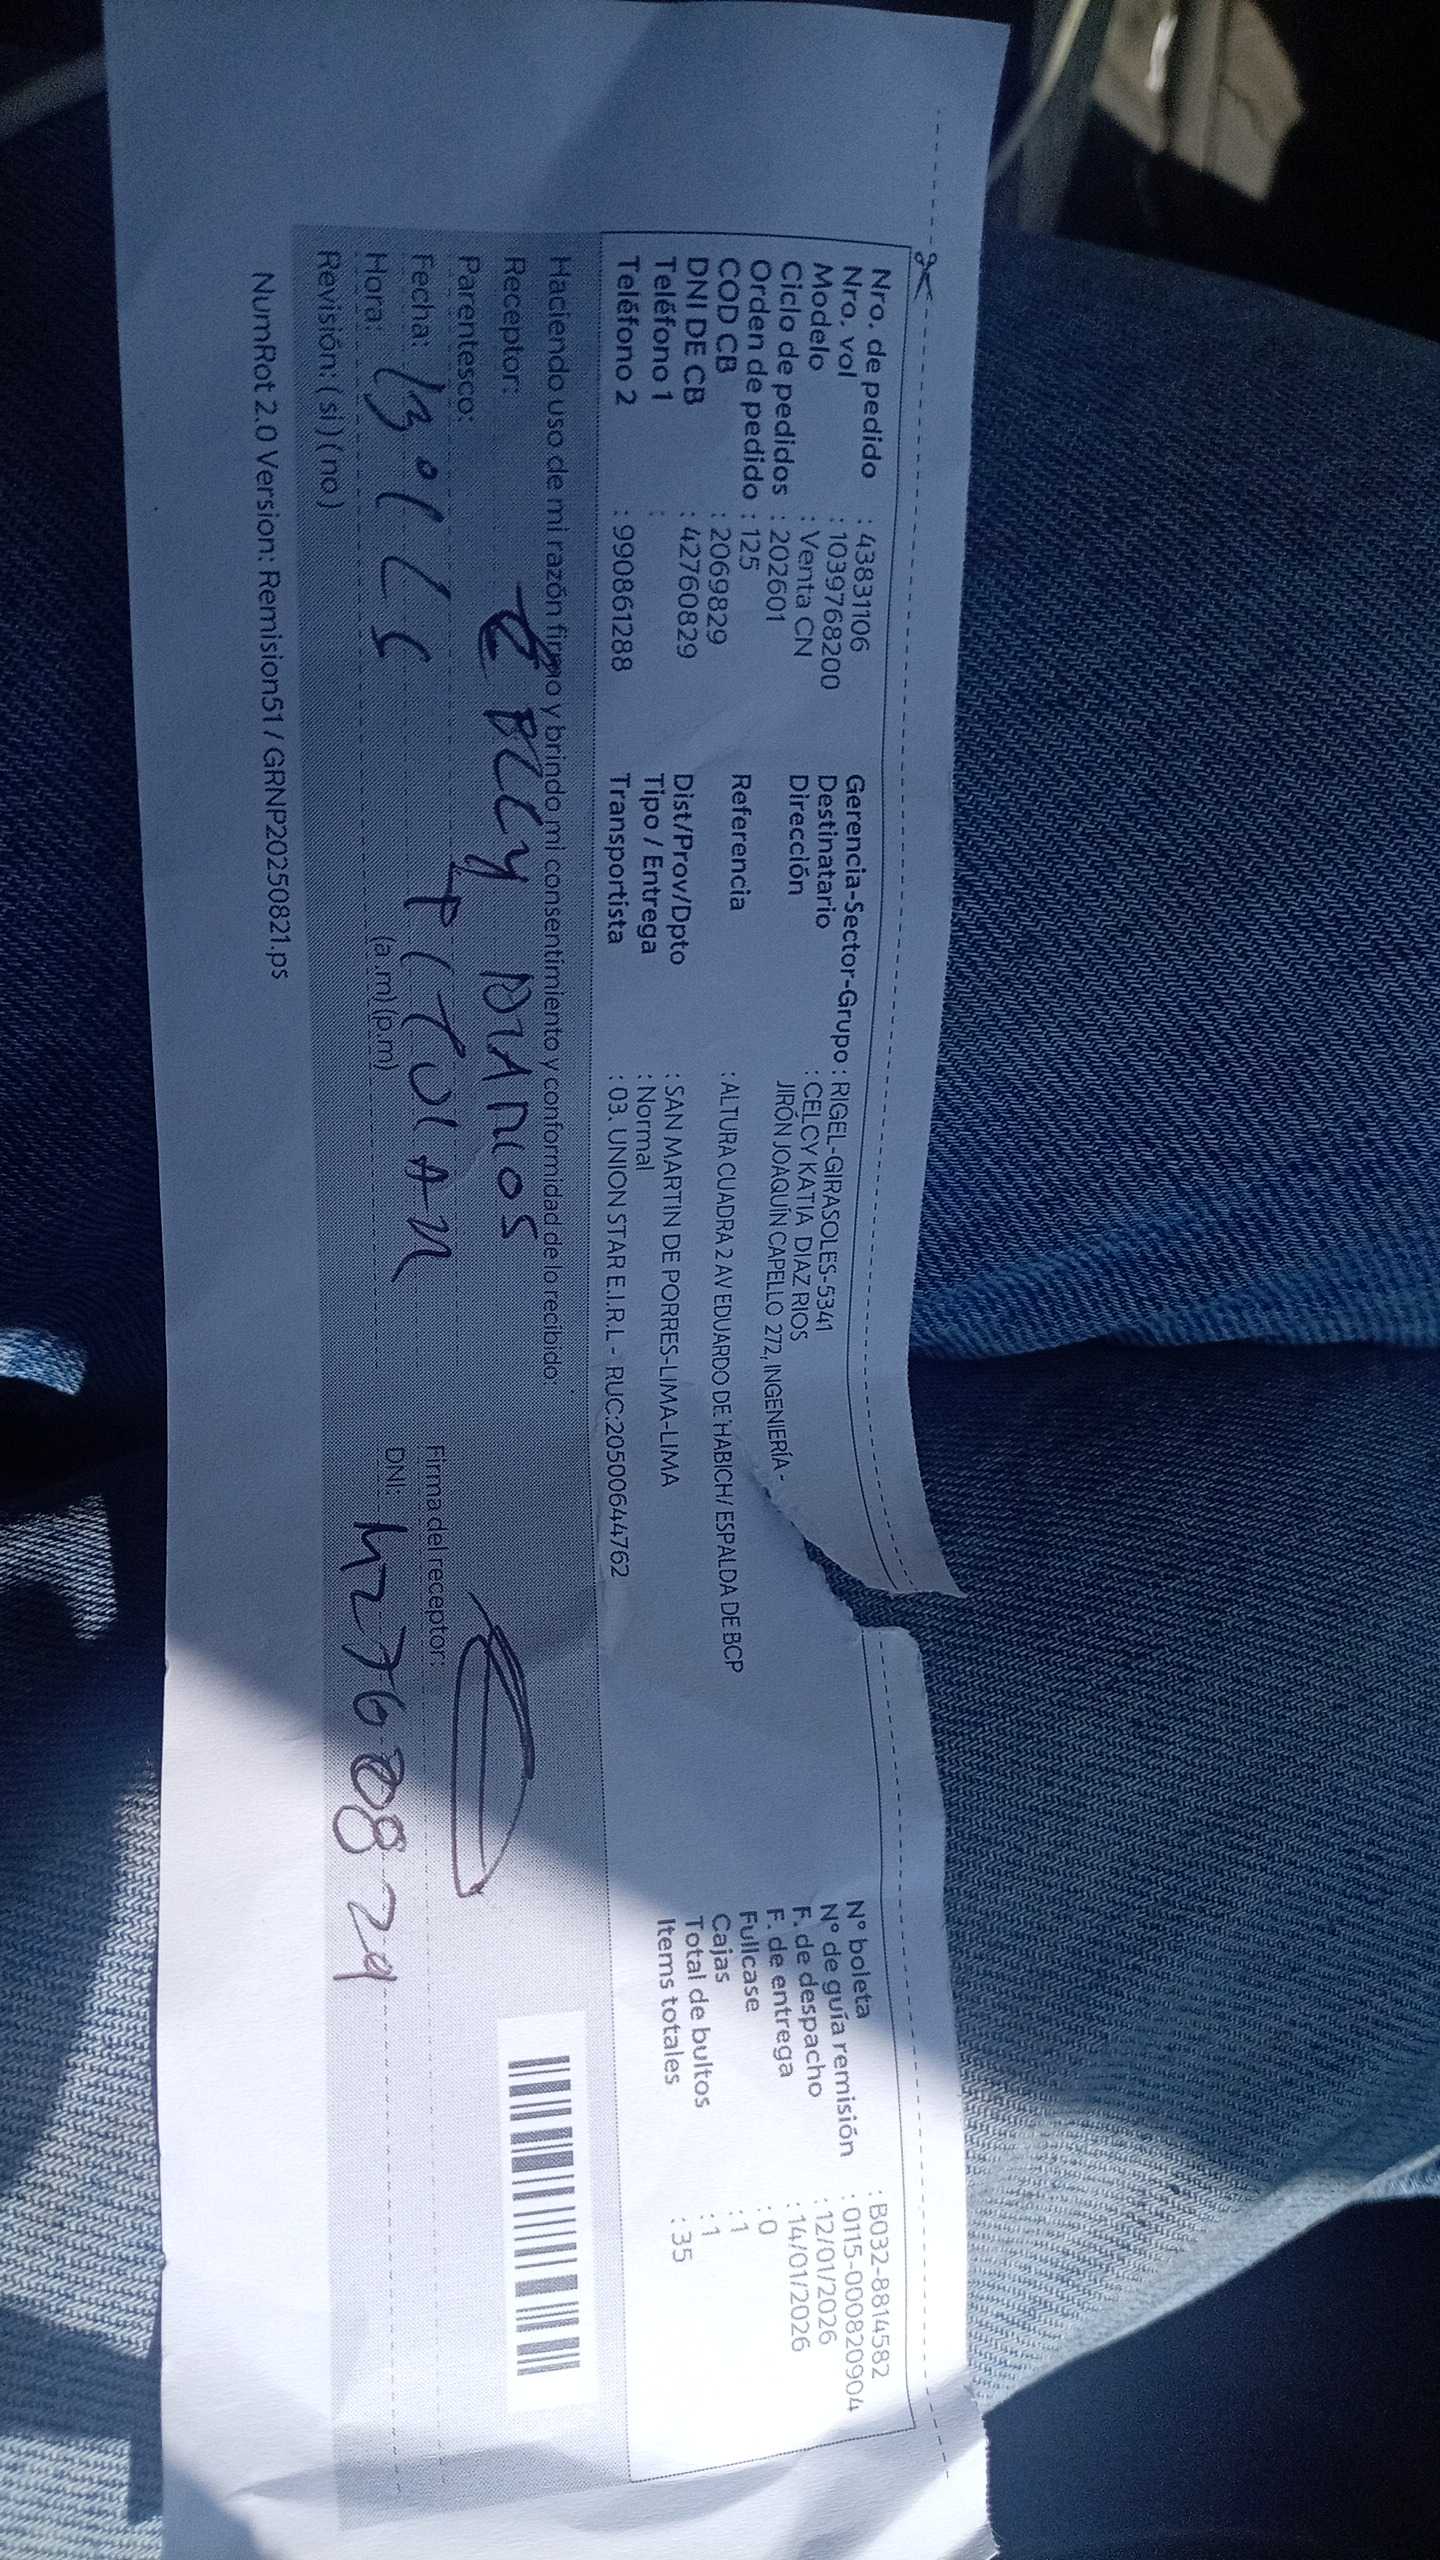 Nro. de pedido : 43831106
Nro. vol : 1039768200
Modelo : Venta CN
Ciclo de pedidos : 202601
Orden de pedido : 125
COD CB : 2069829
DNI DE CB : 42760829
Teléfono 1 :
Teléfono 2 : 990861288
Gerencia-Sector-Grupo : RIGEL-GIRASOLES-5341
Destinatario : CELCY KATIA DIAZ RIOS
Dirección JIRÓN JOAQUÍN CAPELLO 272, INGENIERÍA -
Referencia : ALTURA CUADRA 2 AV EDUARDO DE HABICH/ ESPALDA DE BCP
Dist/Prov/Dpto : SAN MARTIN DE PORRES-LIMA-LIMA
Tipo / Entrega : Normal
Transportista : 03. UNION STAR E.I.R.L - RUC:20500644762
N° boleta : B032-8814582
N° de guía remisión : 0115-000820904
F. de despacho : 12/01/2026
F. de entrega : 14/01/2026
Fullcase : 0
Cajas : 1
Total de bultos : 1
Items totales : 35
Haciendo uso de mi razón firmo y brindo mi consentimiento y conformidad de lo recibido:
Receptor:
Parentesco: TITULAR
Fecha: 13
Hora: (a.m) (p.m)
Revisión: ( si ) ( no )
Firma del receptor:
DNI: 42760829
NumRot 2.0 Version: Remision51 / GRNP20250821.ps